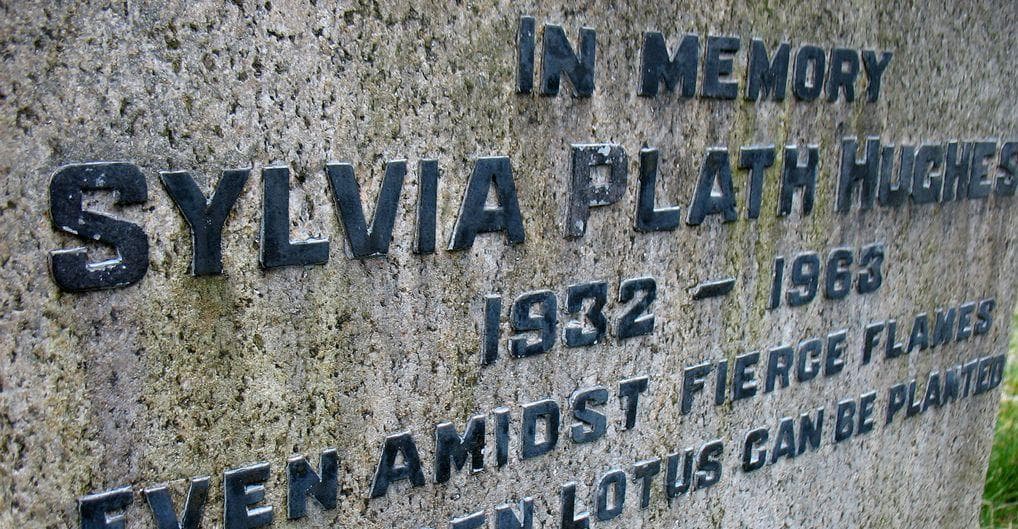 IN MEMORY
SYLVIA PLATH HUGHES
1932 – 1963
EVEN AMIDST FIERCE FLAMES
LOTUS CAN BE PLANTED